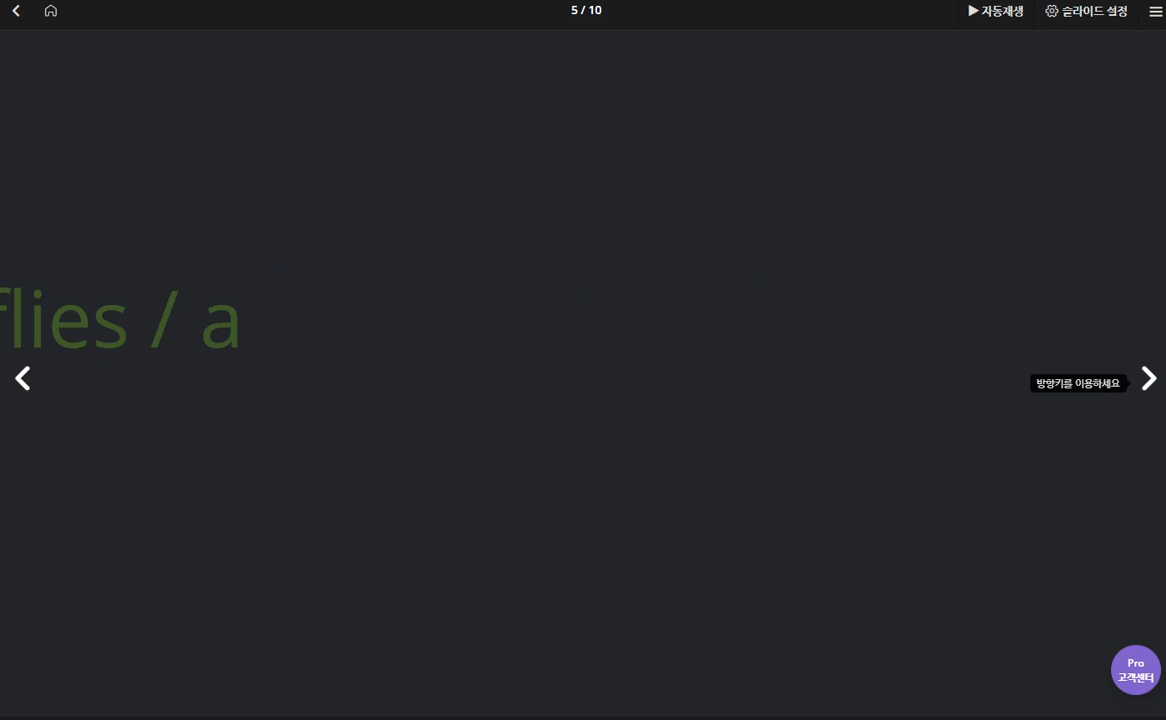 5 / 10
▶ 자동재생
슬라이드 설정
flies / a
방향키를 이용하세요
Pro
고객센터